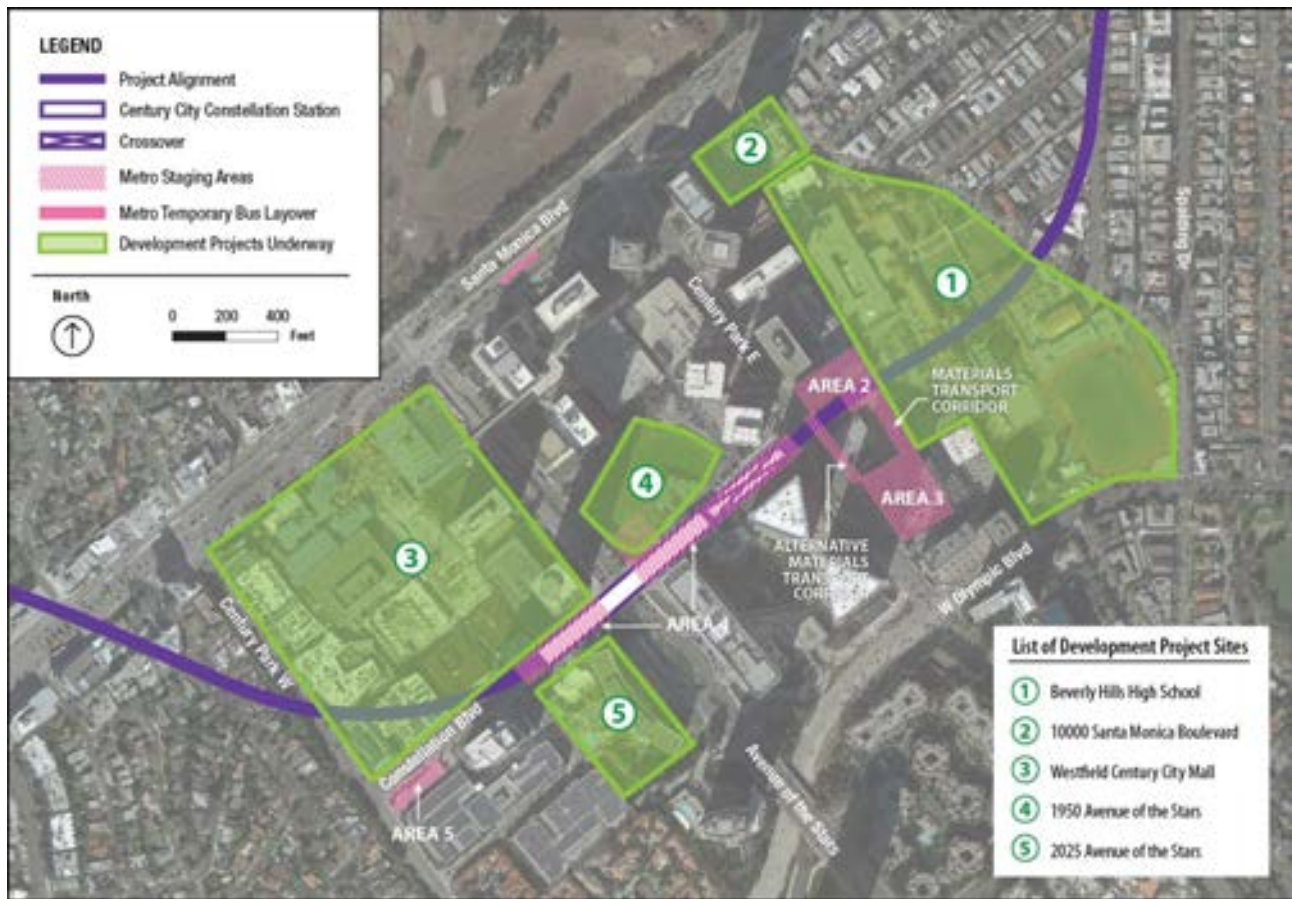 LEGEND
Project Alignment
Century City Constellation Station
Crossover
Metro Staging Areas
Metro Temporary Bus Layover
Development Projects Underway
North
0 200 400
Feet
Santa Monica Blvd
Century Park E
Spalding Dr
2
1
AREA 2
MATERIALS
TRANSPORT
CORRIDOR
4
AREA 3
3
ALTERNATIVE
MATERIALS
TRANSPORT
CORRIDOR
W Olympic Blvd
Century Park W
AREA 4
5
Constellation Blvd
Avenue of the Stars
AREA 5
List of Development Project Sites
1 Beverly Hills High School
2 10000 Santa Monica Boulevard
3 Westfield Century City Mall
4 1950 Avenue of the Stars
5 2025 Avenue of the Stars